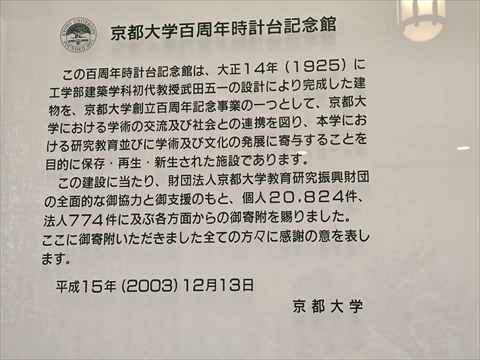 京都大学百周年時計台記念館
この百周年時計台記念館は、大正14年(1925)に
工学部建築学科初代教授武田五一の設計により完成した建
物を、京都大学創立百周年記念事業の一つとして、京都大
学における学術の交流及び社会との連携を図り、本学にお
ける研究教育並びに学術及び文化の発展に寄与することを
目的に保存・再生・新生された施設であります。
この建設に当たり、財団法人京都大学教育研究振興財団
の全面的な御協力と御支援のもと、個人20,824件、
法人774件に及ぶ各方面からの御寄附を賜りました。
ここに御寄附いただきました全ての方々に感謝の意を表し
ます。
平成15年(2003)12月13日
京都大学